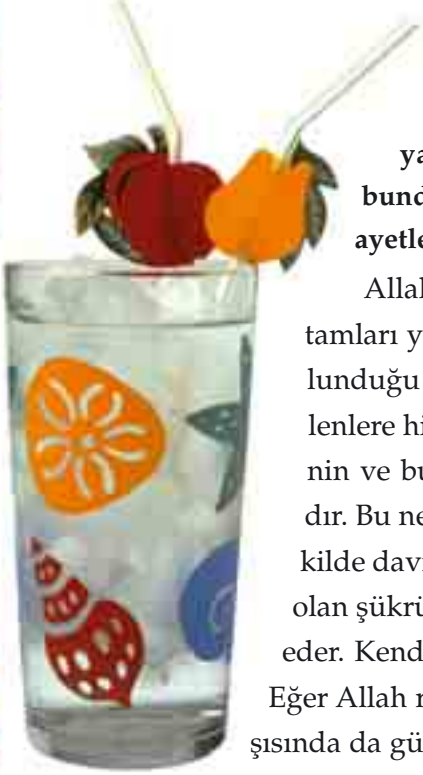 ya
bund
ayetle
Allal
tamları y
lunduğu
lenlere hi
nin ve bu
dır. Bu ne
kilde davı
olan şükrü
eder. Kend
Eğer Allah r
şısında da gü